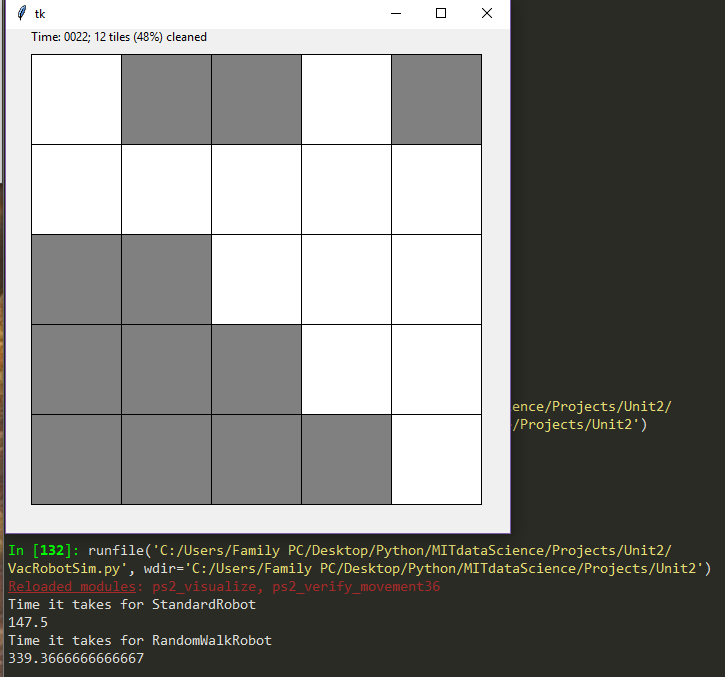 tk
Time: 0022; 12 tiles (48%) cleaned
ence/Projects/Unit2/
/Projects/Unit2')
In [132]: runfile('C:/Users/Family PC/Desktop/Python/MITdataScience/Projects/Unit2/
VacRobotSim.py', wdir='C:/Users/Family PC/Desktop/Python/MITdataScience/Projects/Unit2')
Reloaded modules: ps2_visualize, ps2_verify_movement36
Time it takes for StandardRobot
147.5
Time it takes for RandomWalkRobot
339.3666666666667